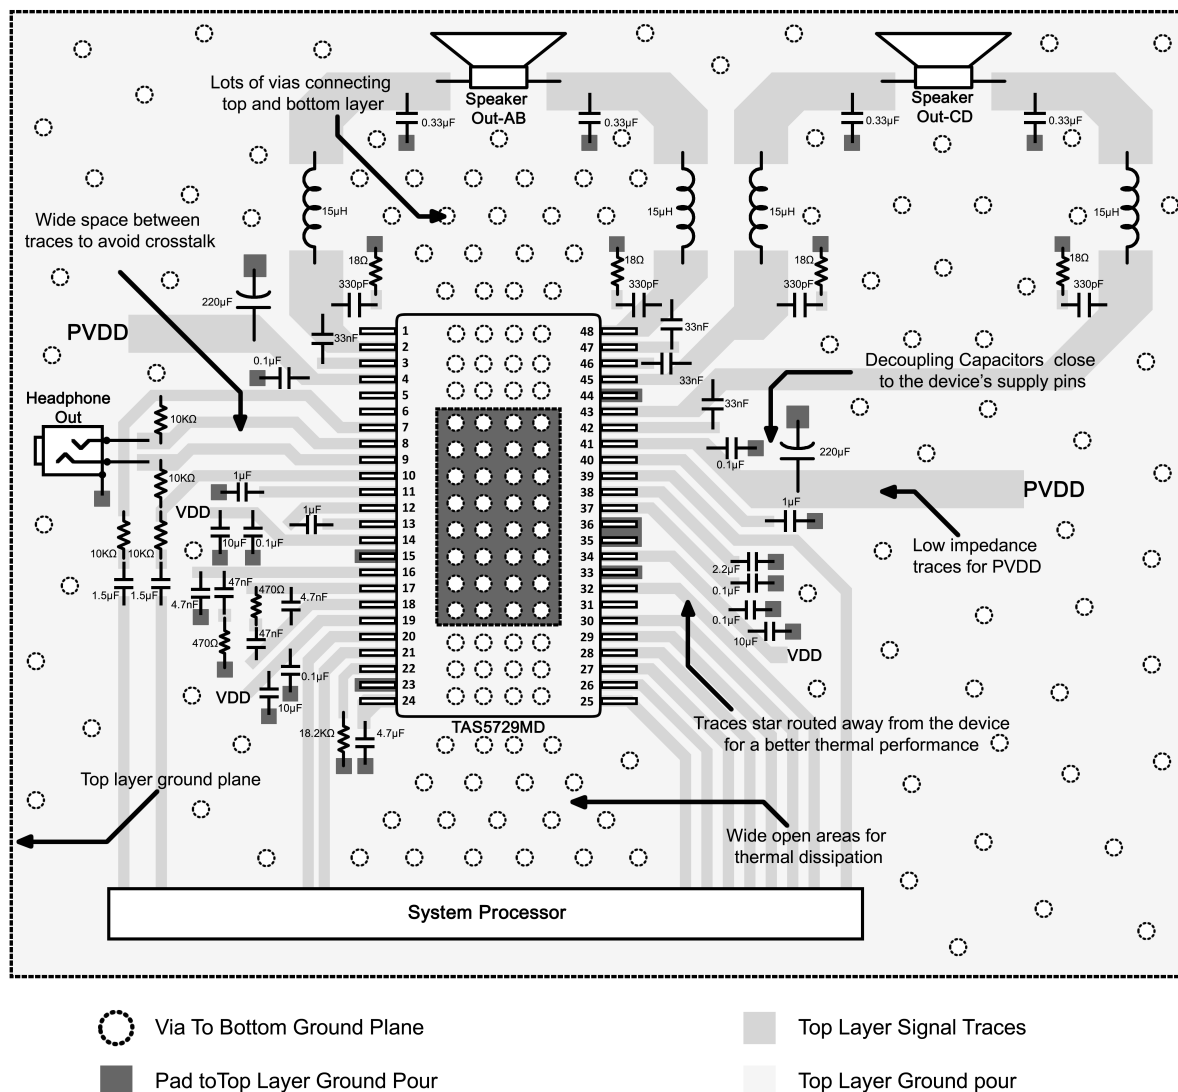 Lots of vias connecting
top and bottom layer
Speaker
Out-AB
Speaker
Out-CD
0.33µF
0.33µF
0.33µF
0.33µF
Wide space between
traces to avoid crosstalk
15µH
15µH
15µH
15µH
18Ω
18Ω
18Ω
18Ω
330pF
330pF
330pF
330pF
220µF
PVDD
33nF
33nF
33nF
33nF
0.1µF
Decoupling Capacitors close
to the device's supply pins
Headphone
Out
10KΩ
10KΩ
10KΩ
10KΩ
1.5µF
1.5µF
1µF
VDD
10µF
0.1µF
1µF
47nF
4.7nF
470Ω
4.7nF
470Ω
47nF
VDD
0.1µF
10µF
18.2KΩ
4.7µF
1
2
3
4
5
6
7
8
9
10
11
12
13
14
15
16
17
18
19
20
21
22
23
24
48
47
46
45
44
43
42
41
40
39
38
37
36
35
34
33
32
31
30
29
28
27
26
25
TAS5729MD
0.1µF
220µF
PVDD
1µF
Low impedance
traces for PVDD
2.2µF
0.1µF
0.1µF
10µF
VDD
Traces star routed away from the device
for a better thermal performance
Top layer ground plane
Wide open areas for
thermal dissipation
System Processor
Via To Bottom Ground Plane
Top Layer Signal Traces
Pad toTop Layer Ground Pour
Top Layer Ground pour